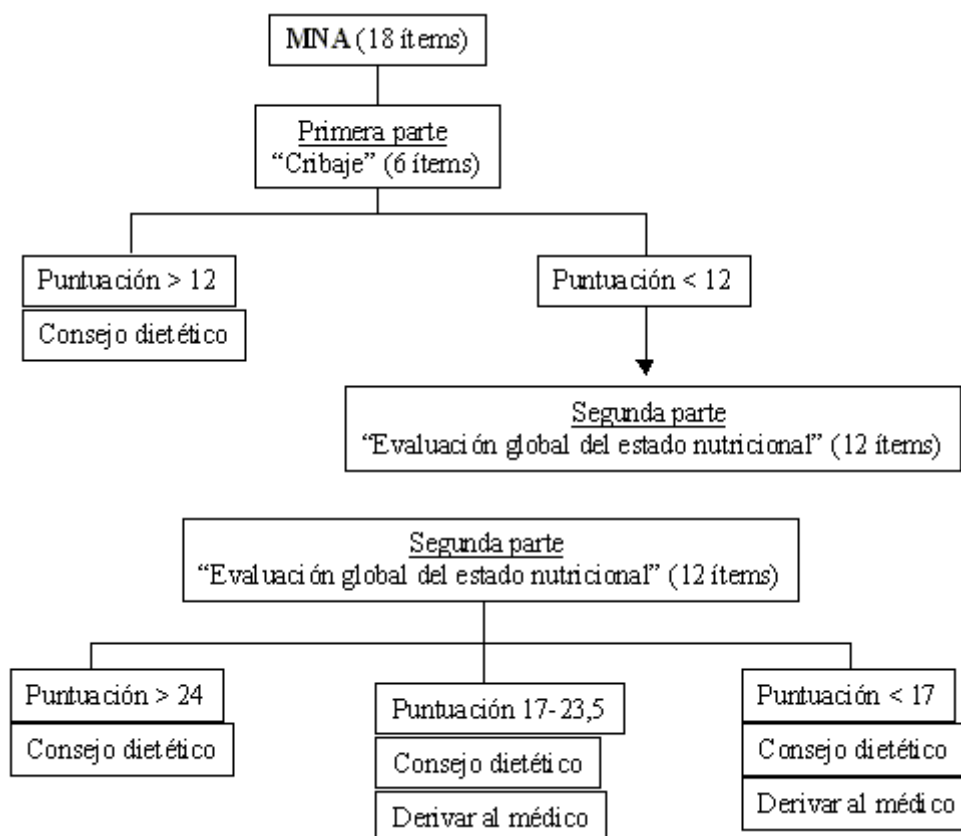 MNA (18 ítems)
Primera parte
“Cribaje” (6 ítems)
Puntuación > 12
Consejo dietético
Puntuación < 12
Segunda parte
“Evaluación global del estado nutricional” (12 ítems)
Segunda parte
“Evaluación global del estado nutricional” (12 ítems)
Puntuación > 24
Consejo dietético
Puntuación 17-23,5
Consejo dietético
Derivar al médico
Puntuación < 17
Consejo dietético
Derivar al médico